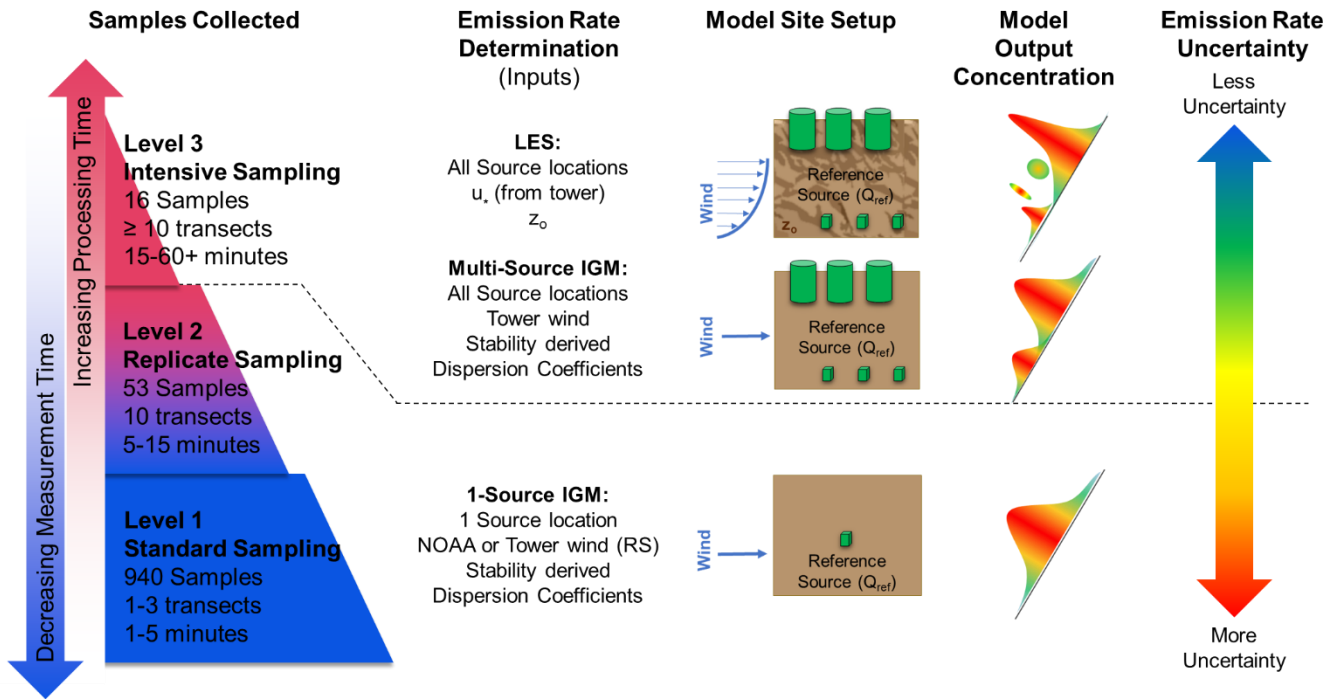 Samples Collected
Emission Rate
Determination
(Inputs)
Model Site Setup
Model
Output
Concentration
Emission Rate
Uncertainty
Less
Uncertainty
Decreasing Measurement Time
Increasing Processing Time
Level 3
Intensive Sampling
16 Samples
≥ 10 transects
15-60+ minutes
LES:
All Source locations
u* (from tower)
zo
Wind
Reference
Source (Qref)
zo
Level 2
Replicate Sampling
53 Samples
10 transects
5-15 minutes
Multi-Source IGM:
All Source locations
Tower wind
Stability derived
Dispersion Coefficients
Wind
Reference
Source (Qref)
Level 1
Standard Sampling
940 Samples
1-3 transects
1-5 minutes
1-Source IGM:
1 Source location
NOAA or Tower wind (RS)
Stability derived
Dispersion Coefficients
Wind
Reference
Source (Qref)
More
Uncertainty